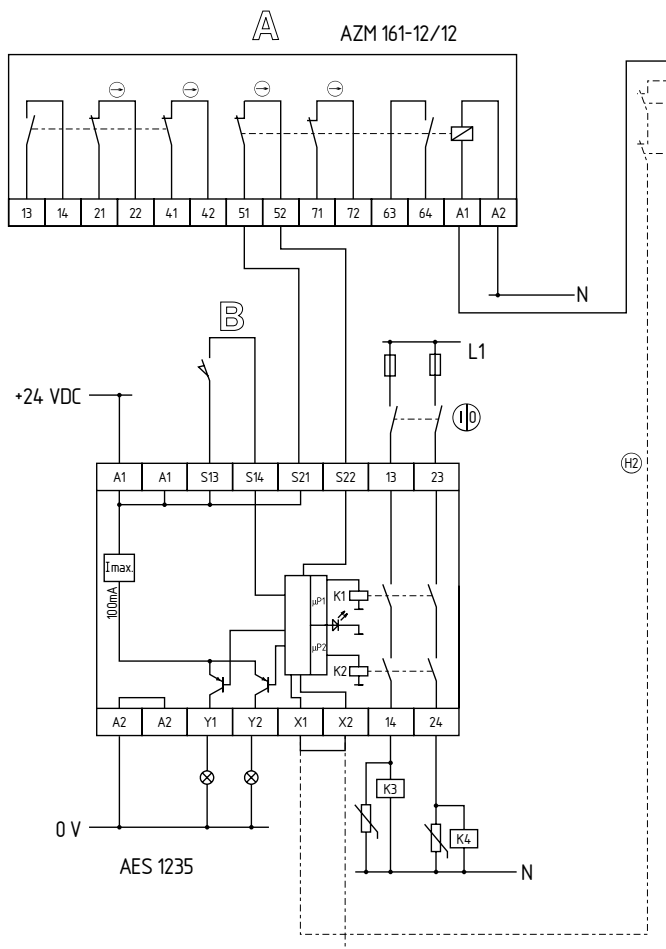 A AZM 161-12/12
13 14 21 22 41 42 51 52 71 72 63 64 A1 A2
N
B
L1
+24 VDC
I 0
A1 A1 S13 S14 S21 S22 13 23
H2
Imax.
100mA
µP1
K1
µP2
K2
A2 A2 Y1 Y2 X1 X2 14 24
K3
0 V
K4
AES 1235
N